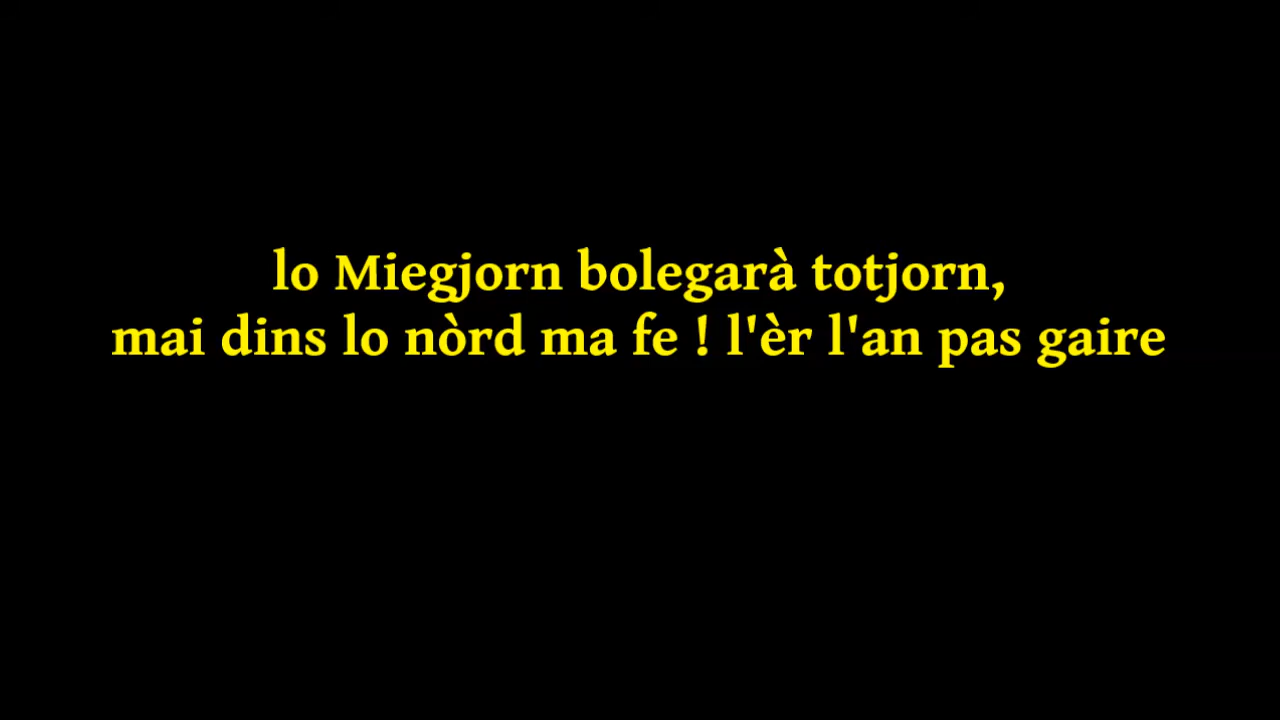 lo Miegjorn bolegarà totjorn,
mai dins lo nòrd ma fe ! l'èr l'an pas gaire